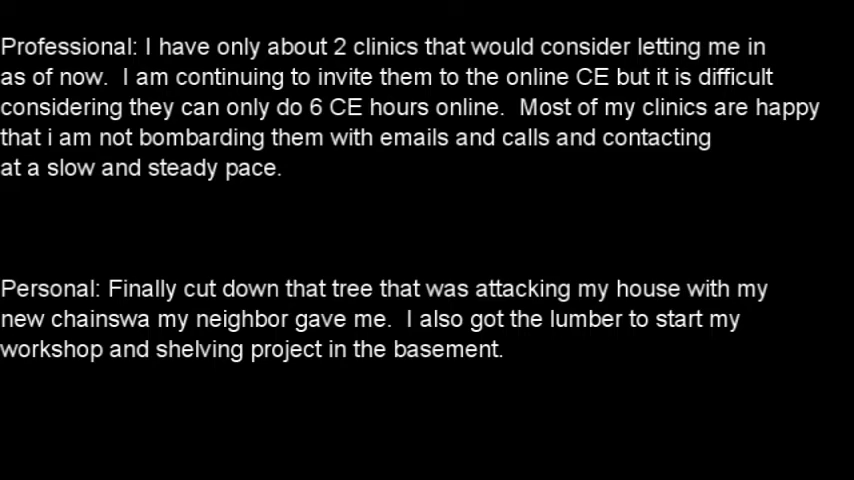 Professional: I have only about 2 clinics that would consider letting me in
as of now.  I am continuing to invite them to the online CE but it is difficult
considering they can only do 6 CE hours online.  Most of my clinics are happy
that i am not bombarding them with emails and calls and contacting
at a slow and steady pace.
Personal: Finally cut down that tree that was attacking my house with my
new chainswa my neighbor gave me.  I also got the lumber to start my
workshop and shelving project in the basement.